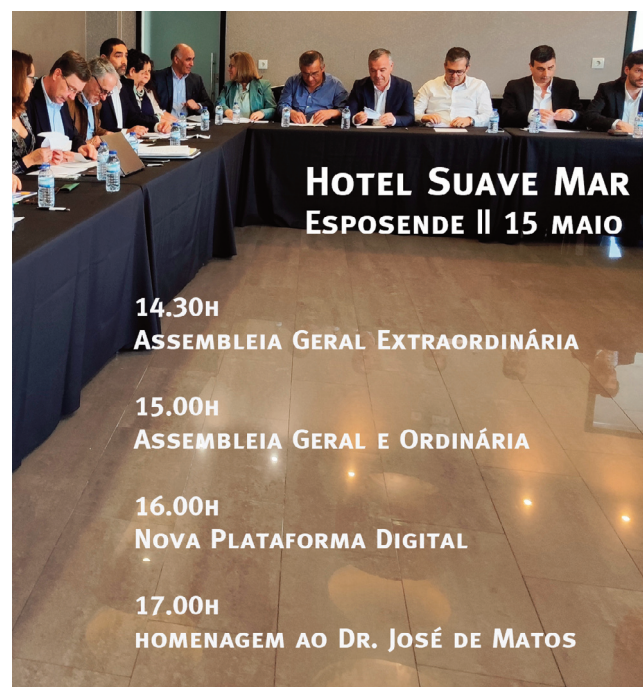 Hotel Suave Mar
Esposende || 15 maio
14.30h
Assembleia Geral Extraordinária
15.00h
Assembleia Geral e Ordinária
16.00h
Nova Plataforma Digital
17.00h
homenagem ao Dr. José de Matos